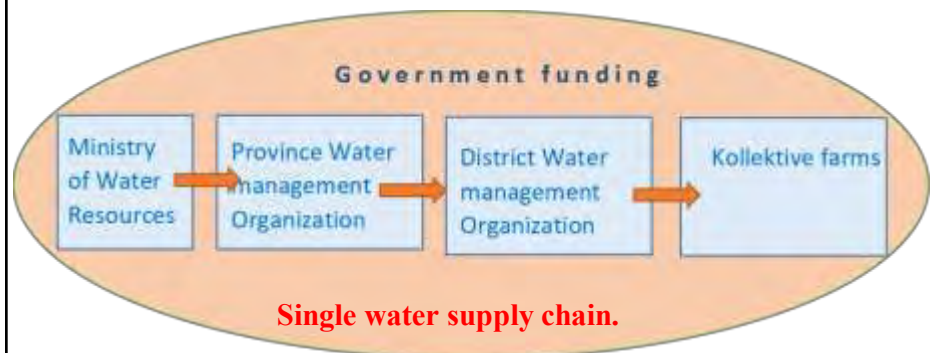 Government funding
Ministry
of Water
Resources
Province Water
management
Organization
District Water
management
Organization
Kollektive farms
Single water supply chain.